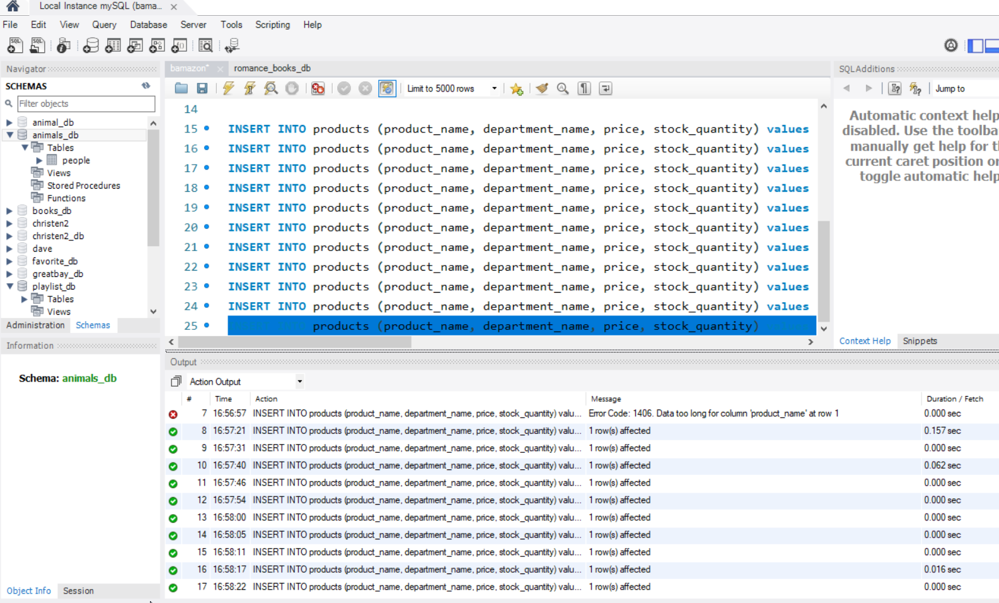 Local Instance mySQL (bama...
File Edit View Query Database Server Tools Scripting Help
Navigator
SCHEMAS
Filter objects
animal_db
animals_db
Tables
people
Views
Stored Procedures
Functions
books_db
christen2
christen2_db
dave
favorite_db
greatbay_db
playlist_db
Tables
Views
Administration Schemas
Information
Schema: animals_db
Object Info Session
bamazon* romance_books_db
Limit to 5000 rows
14
15 INSERT INTO products (product_name, department_name, price, stock_quantity) values
16 INSERT INTO products (product_name, department_name, price, stock_quantity) values
17 INSERT INTO products (product_name, department_name, price, stock_quantity) values
18 INSERT INTO products (product_name, department_name, price, stock_quantity) values
19 INSERT INTO products (product_name, department_name, price, stock_quantity) values
20 INSERT INTO products (product_name, department_name, price, stock_quantity) values
21 INSERT INTO products (product_name, department_name, price, stock_quantity) values
22 INSERT INTO products (product_name, department_name, price, stock_quantity) values
23 INSERT INTO products (product_name, department_name, price, stock_quantity) values
24 INSERT INTO products (product_name, department_name, price, stock_quantity) values
25 INSERT INTO products (product_name, department_name, price, stock_quantity) values
SQLAdditions
Jump to
Automatic context help
disabled. Use the toolba
manually get help for t
current caret position or
toggle automatic help
Context Help Snippets
Output
Action Output
# Time Action Message Duration / Fetch
7 16:56:57 INSERT INTO products (product_name, department_name, price, stock_quantity) valu... Error Code: 1406. Data too long for column 'product_name' at row 1 0.000 sec
8 16:57:21 INSERT INTO products (product_name, department_name, price, stock_quantity) valu... 1 row(s) affected 0.157 sec
9 16:57:31 INSERT INTO products (product_name, department_name, price, stock_quantity) valu... 1 row(s) affected 0.000 sec
10 16:57:40 INSERT INTO products (product_name, department_name, price, stock_quantity) valu... 1 row(s) affected 0.062 sec
11 16:57:46 INSERT INTO products (product_name, department_name, price, stock_quantity) valu... 1 row(s) affected 0.000 sec
12 16:57:54 INSERT INTO products (product_name, department_name, price, stock_quantity) valu... 1 row(s) affected 0.000 sec
13 16:58:00 INSERT INTO products (product_name, department_name, price, stock_quantity) valu... 1 row(s) affected 0.000 sec
14 16:58:05 INSERT INTO products (product_name, department_name, price, stock_quantity) valu... 1 row(s) affected 0.000 sec
15 16:58:11 INSERT INTO products (product_name, department_name, price, stock_quantity) valu... 1 row(s) affected 0.000 sec
16 16:58:17 INSERT INTO products (product_name, department_name, price, stock_quantity) valu... 1 row(s) affected 0.016 sec
17 16:58:22 INSERT INTO products (product_name, department_name, price, stock_quantity) valu... 1 row(s) affected 0.000 sec